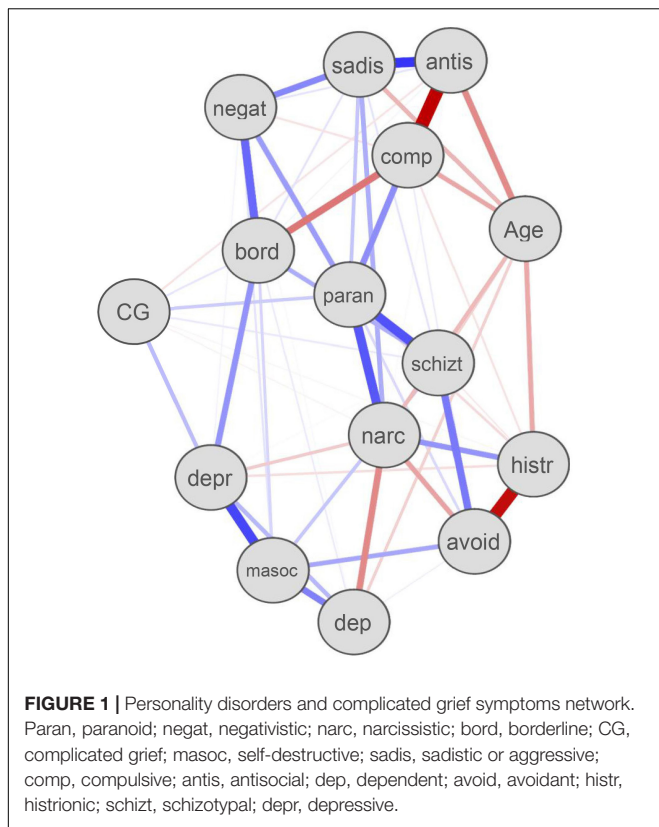 sadis
antis
negat
comp
Age
bord
paran
CG
schizt
narc
histr
depr
avoid
masoc
dep
FIGURE 1 | Personality disorders and complicated grief symptoms network.
Paran, paranoid; negat, negativistic; narc, narcissistic; bord, borderline; CG,
complicated grief; masoc, self-destructive; sadis, sadistic or aggressive;
comp, compulsive; antis, antisocial; dep, dependent; avoid, avoidant; histr,
histrionic; schizt, schizotypal; depr, depressive.